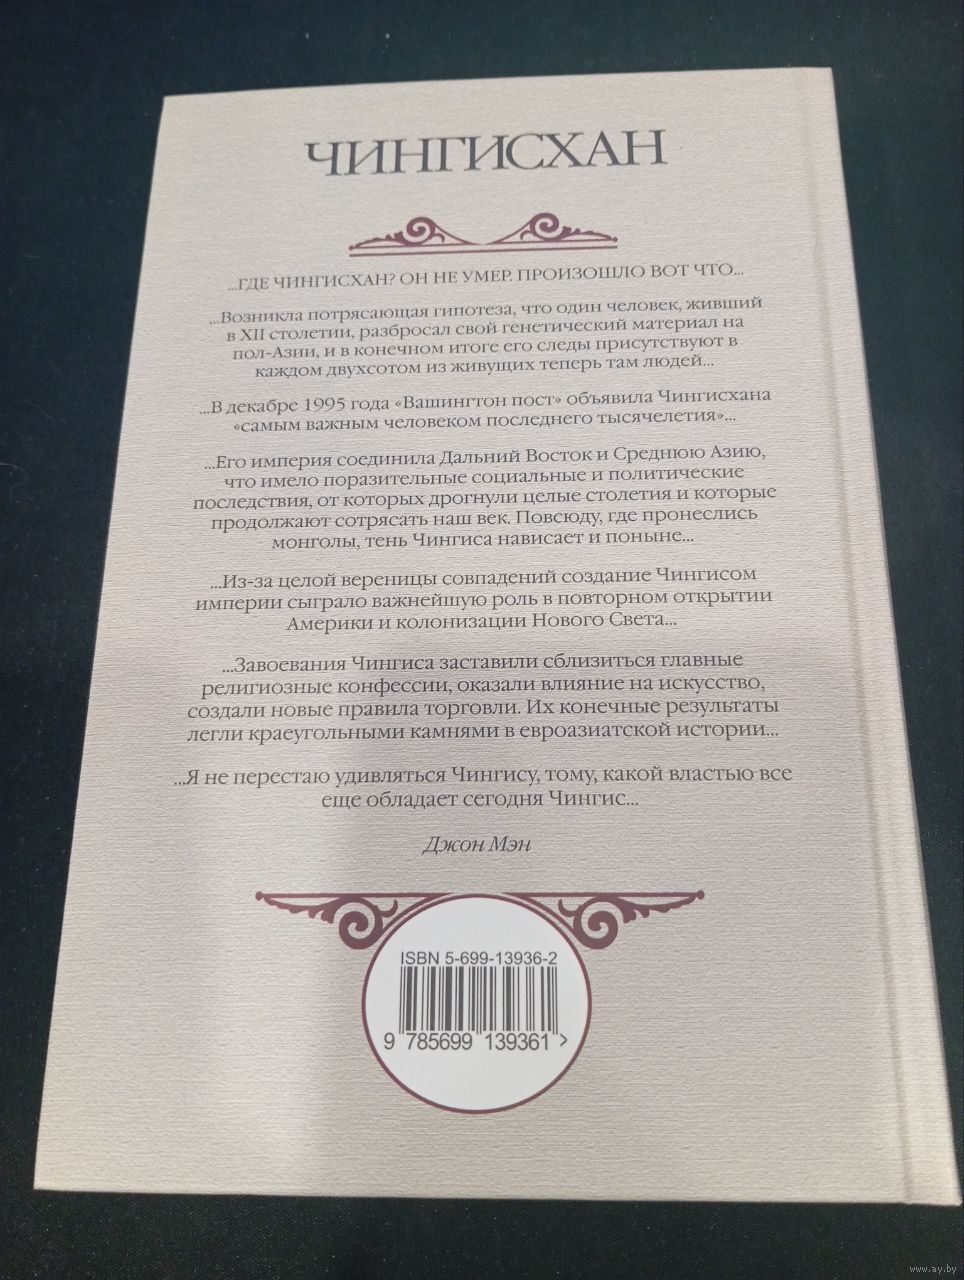 ЧИНГИСХАН
...ГДЕ ЧИНГИСХАН? ОН НЕ УМЕР. ПРОИЗОШЛО ВОТ ЧТО...
...Возникла потрясающая гипотеза, что один человек, живший
в XII столетии, разбросал свой генетический материал на
пол-Азии, и в конечном итоге его следы присутствуют в
каждом двухсотом из живущих теперь там людей...
...В декабре 1995 года «Вашингтон пост» объявила Чингисхана
«самым важным человеком последнего тысячелетия»...
...Его империя соединила Дальний Восток и Среднюю Азию,
что имело поразительные социальные и политические
последствия, от которых дрогнули целые столетия и которые
продолжают сотрясать наш век. Повсюду, где пронеслись
монголы, тень Чингиса нависает и поныне...
...Из-за целой вереницы совпадений создание Чингисом
империи сыграло важнейшую роль в повторном открытии
Америки и колонизации Нового Света...
...Завоевания Чингиса заставили сблизиться главные
религиозные конфессии, оказали влияние на искусство,
создали новые правила торговли. Их конечные результаты
легли краеугольными камнями в евроазиатской истории...
...Я не перестаю удивляться Чингису, тому, какой властью все
еще обладает сегодня Чингис...
Джон Мэн
ISBN 5-699-13936-2
9 785699 139361 >
www.ay.by